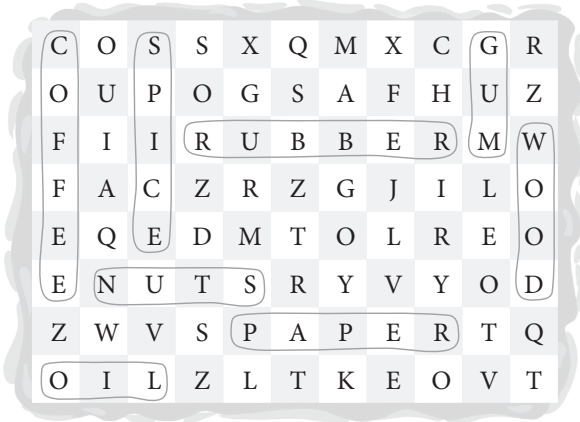 C O S S X Q M X C G R
O U P O G S A F H U Z
F I I R U B B E R M W
F A C Z R Z G J I L O
E Q E D M T O L R E O
E N U T S R Y V Y O D
Z W V S P A P E R T Q
O I L Z L T K E O V T